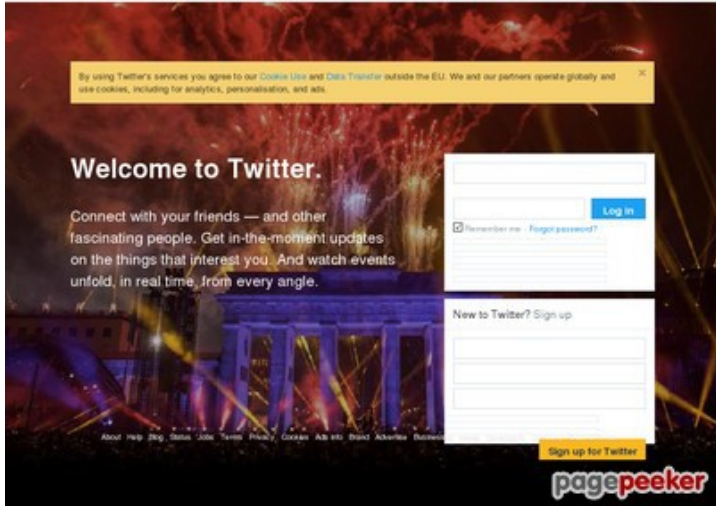 By using Twitter's services you agree to our Cookie Use and Data Transfer outside the EU. We and our partners operate globally and
use cookies, including for analytics, personalisation, and ads.
Welcome to Twitter.
Connect with your friends — and other
fascinating people. Get in-the-moment updates
on the things that interest you. And watch events
unfold, in real time, from every angle.
Log in
Remember me · Forgot password?
New to Twitter? Sign up
Sign up for Twitter
About Help Blog Status Jobs Terms Privacy Cookies Ads info Brand Advertise
pagepeeker